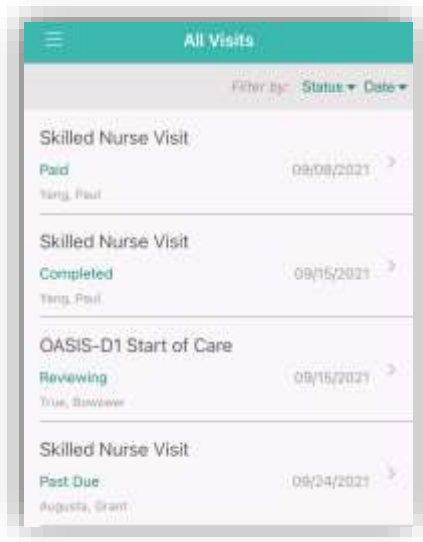 All Visits
Filter by: Status Date
Skilled Nurse Visit
Paid
09/08/2021
Yang, Paul
Skilled Nurse Visit
Completed
09/15/2021
Yang, Paul
OASIS-D1 Start of Care
Reviewing
09/15/2021
True,
Skilled Nurse Visit
Past Due
09/24/2021
Augusta, Grant